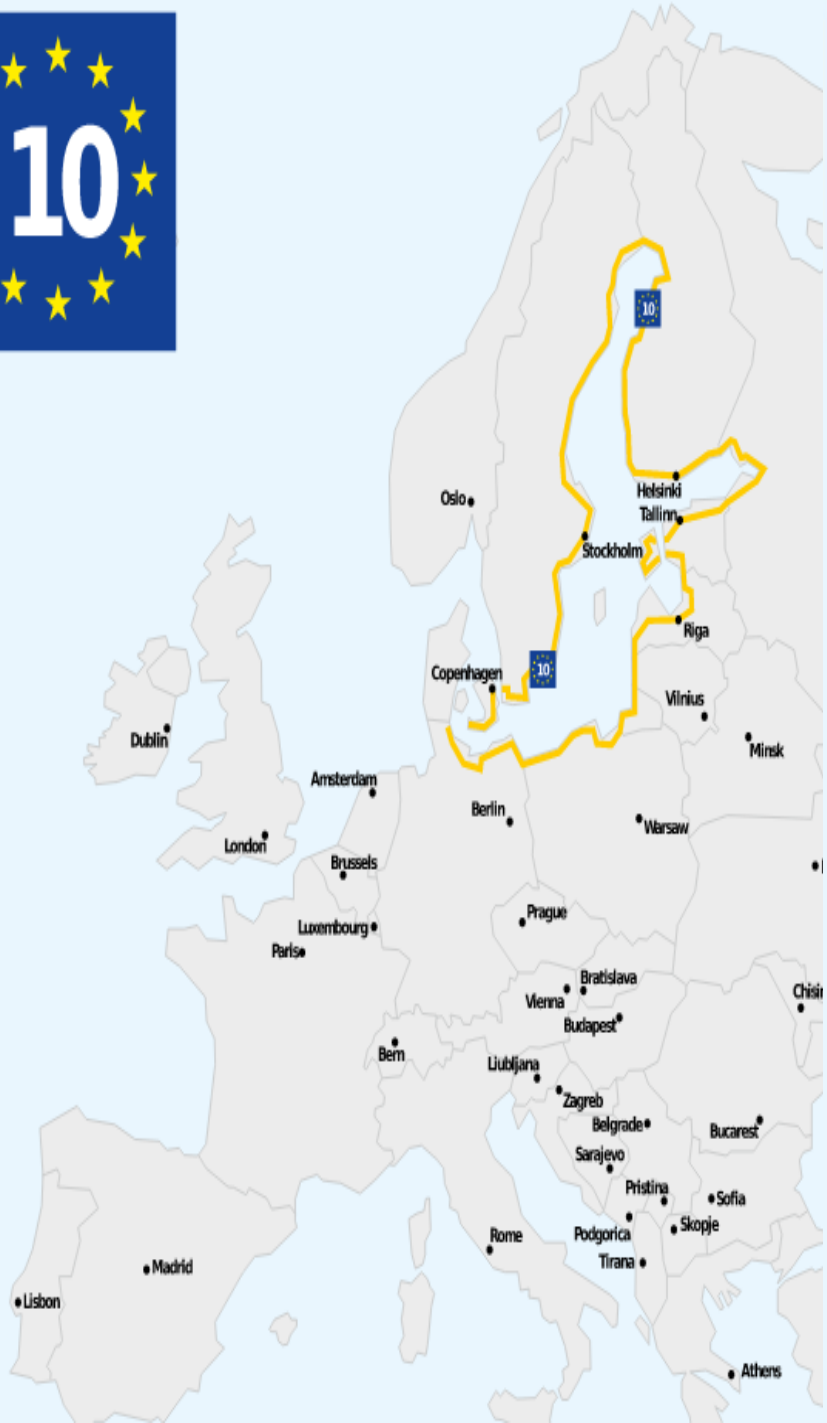 10
10
Oslo
Helsinki
Tallinn
Stockholm
Riga
10
Copenhagen
Vilnius
Dublin
Minsk
Amsterdam
Berlin
Warsaw
London
Brussels
Prague
Luxembourg
Paris
Bratislava
Vienna
Budapest
Bern
Liubljana
Zagreb
Belgrade
Bucarest
Sarajevo
Pristina
Sofia
Skopje
Podgorica
Rome
Tirana
Madrid
Lisbon
Athens